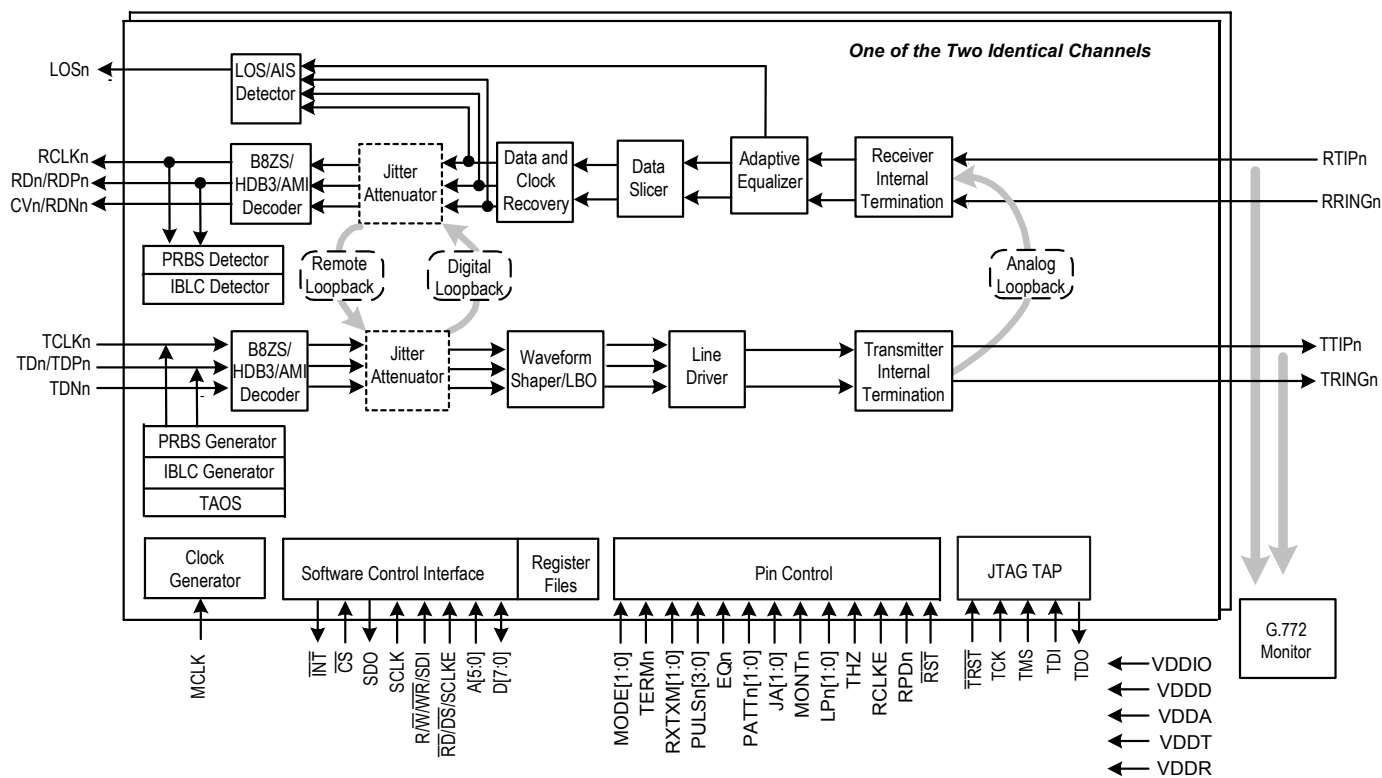 One of the Two Identical Channels
LOSn
LOS/AIS
Detector
RCLKn
RDn/RDPn
CVn/RDNn
B8ZS/
HDB3/AMI
Decoder
Jitter
Attenuator
Data and
Clock
Recovery
Data
Slicer
Adaptive
Equalizer
Receiver
Internal
Termination
RTIPn
RRINGn
PRBS Detector
IBLC Detector
Remote
Loopback
Digital
Loopback
Analog
Loopback
TCLKn
TDn/TDPn
TDNn
B8ZS/
HDB3/AMI
Decoder
Jitter
Attenuator
Waveform
Shaper/LBO
Line
Driver
Transmitter
Internal
Termination
TTIPn
TRINGn
PRBS Generator
IBLC Generator
TAOS
Clock
Generator
Software Control Interface
Register
Files
Pin Control
JTAG TAP
G.772
Monitor
MCLK
INT
CS
SDO
SCLK
R/W/WR/SDI
RD/DS/SCLKE
A[5:0]
D[7:0]
MODE[1:0]
TERMn
RXTXM[1:0]
PULSn[3:0]
EQn
PATTn[1:0]
JA[1:0]
MONTn
LPn[1:0]
THZ
RCLKE
RPDn
RST
TRST
TCK
TMS
TDI
TDO
VDDIO
VDDD
VDDA
VDDT
VDDR